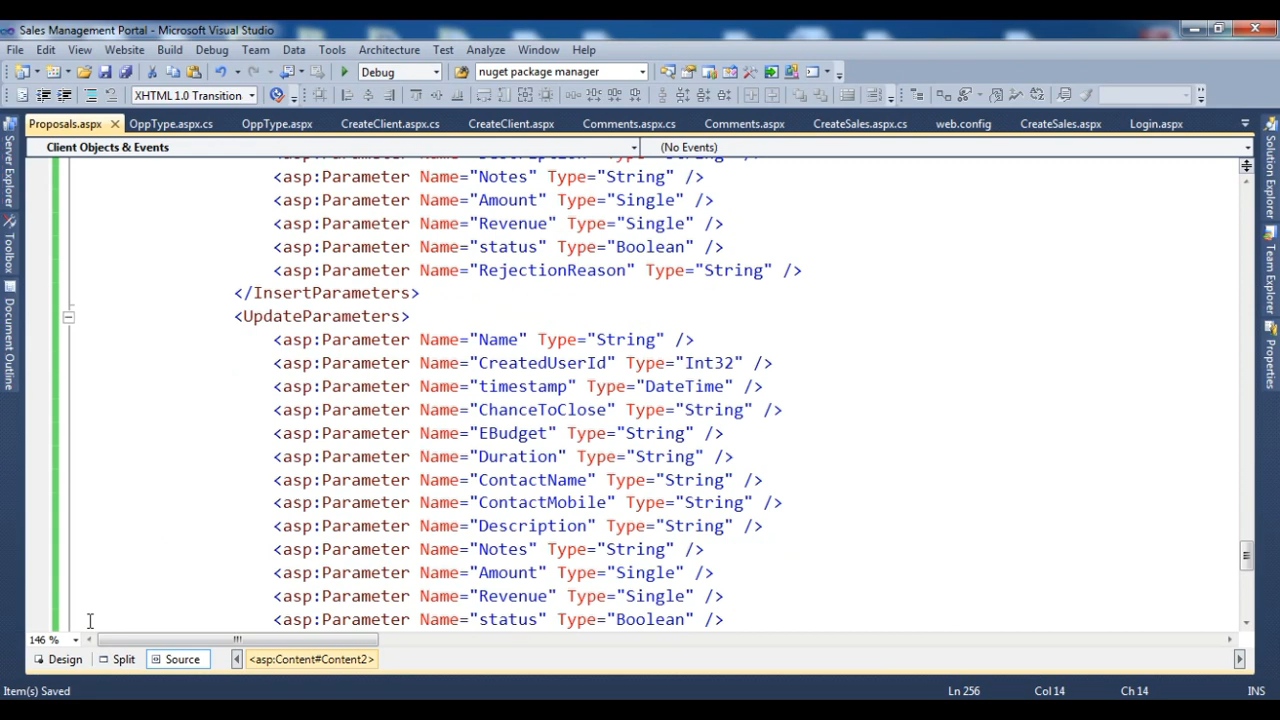 Sales Management Portal - Microsoft Visual Studio
File Edit View Website Build Debug Team Data Tools Architecture Test Analyze Window Help
Debug nuget package manager
XHTML 1.0 Transition
Proposals.aspx OppType.aspx.cs OppType.aspx CreateClient.aspx.cs CreateClient.aspx Comments.aspx.cs Comments.aspx CreateSales.aspx.cs web.config CreateSales.aspx Login.aspx
Client Objects & Events (No Events)
<asp:Parameter Name="Description" Type="String" />
<asp:Parameter Name="Notes" Type="String" />
<asp:Parameter Name="Amount" Type="Single" />
<asp:Parameter Name="Revenue" Type="Single" />
<asp:Parameter Name="status" Type="Boolean" />
<asp:Parameter Name="RejectionReason" Type="String" />
</InsertParameters>
<UpdateParameters>
<asp:Parameter Name="Name" Type="String" />
<asp:Parameter Name="CreatedUserId" Type="Int32" />
<asp:Parameter Name="timestamp" Type="DateTime" />
<asp:Parameter Name="ChanceToClose" Type="String" />
<asp:Parameter Name="EBudget" Type="String" />
<asp:Parameter Name="Duration" Type="String" />
<asp:Parameter Name="ContactName" Type="String" />
<asp:Parameter Name="ContactMobile" Type="String" />
<asp:Parameter Name="Description" Type="String" />
<asp:Parameter Name="Notes" Type="String" />
<asp:Parameter Name="Amount" Type="Single" />
<asp:Parameter Name="Revenue" Type="Single" />
<asp:Parameter Name="status" Type="Boolean" />
146 %
Design Split Source <asp:Content#Content2>
Item(s) Saved Ln 256 Col 14 Ch 14 INS
Server Explorer
Toolbox
Document Outline
Solution Explorer
Team Explorer
Properties